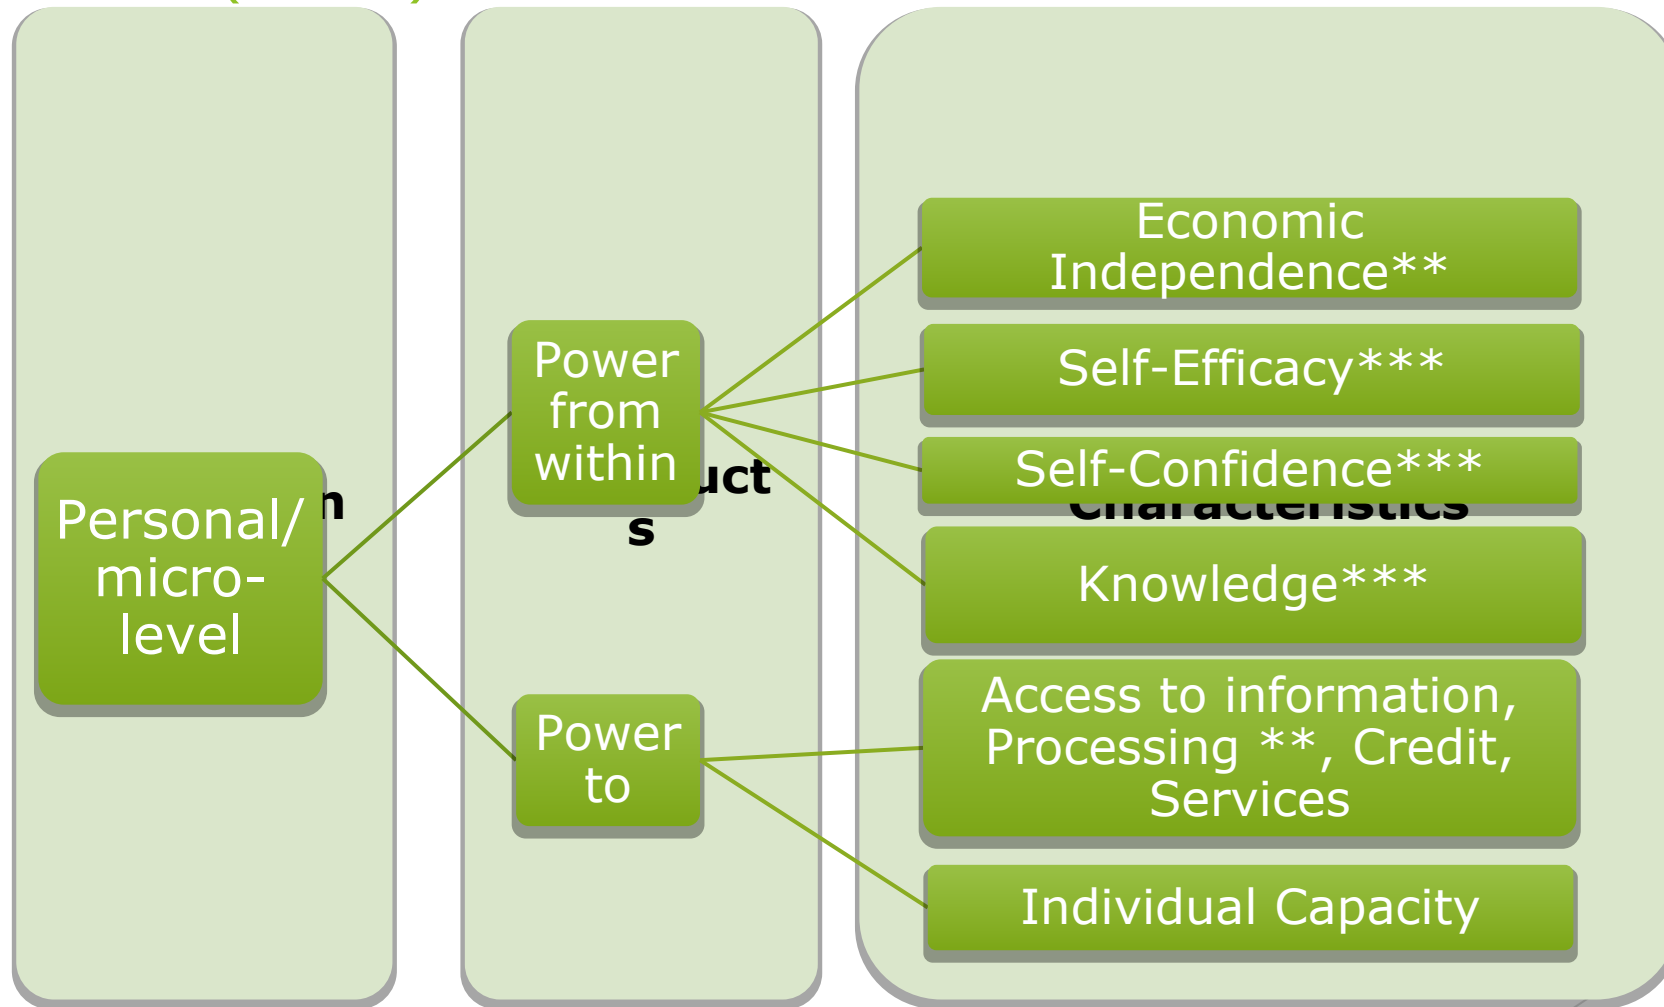 Personal/
micro-
level
Power
from
within
s
Power
to
Economic
Independence**
Self-Efficacy***
Self-Confidence***
Characteristics
Knowledge***
Access to information,
Processing **, Credit,
Services
Individual Capacity